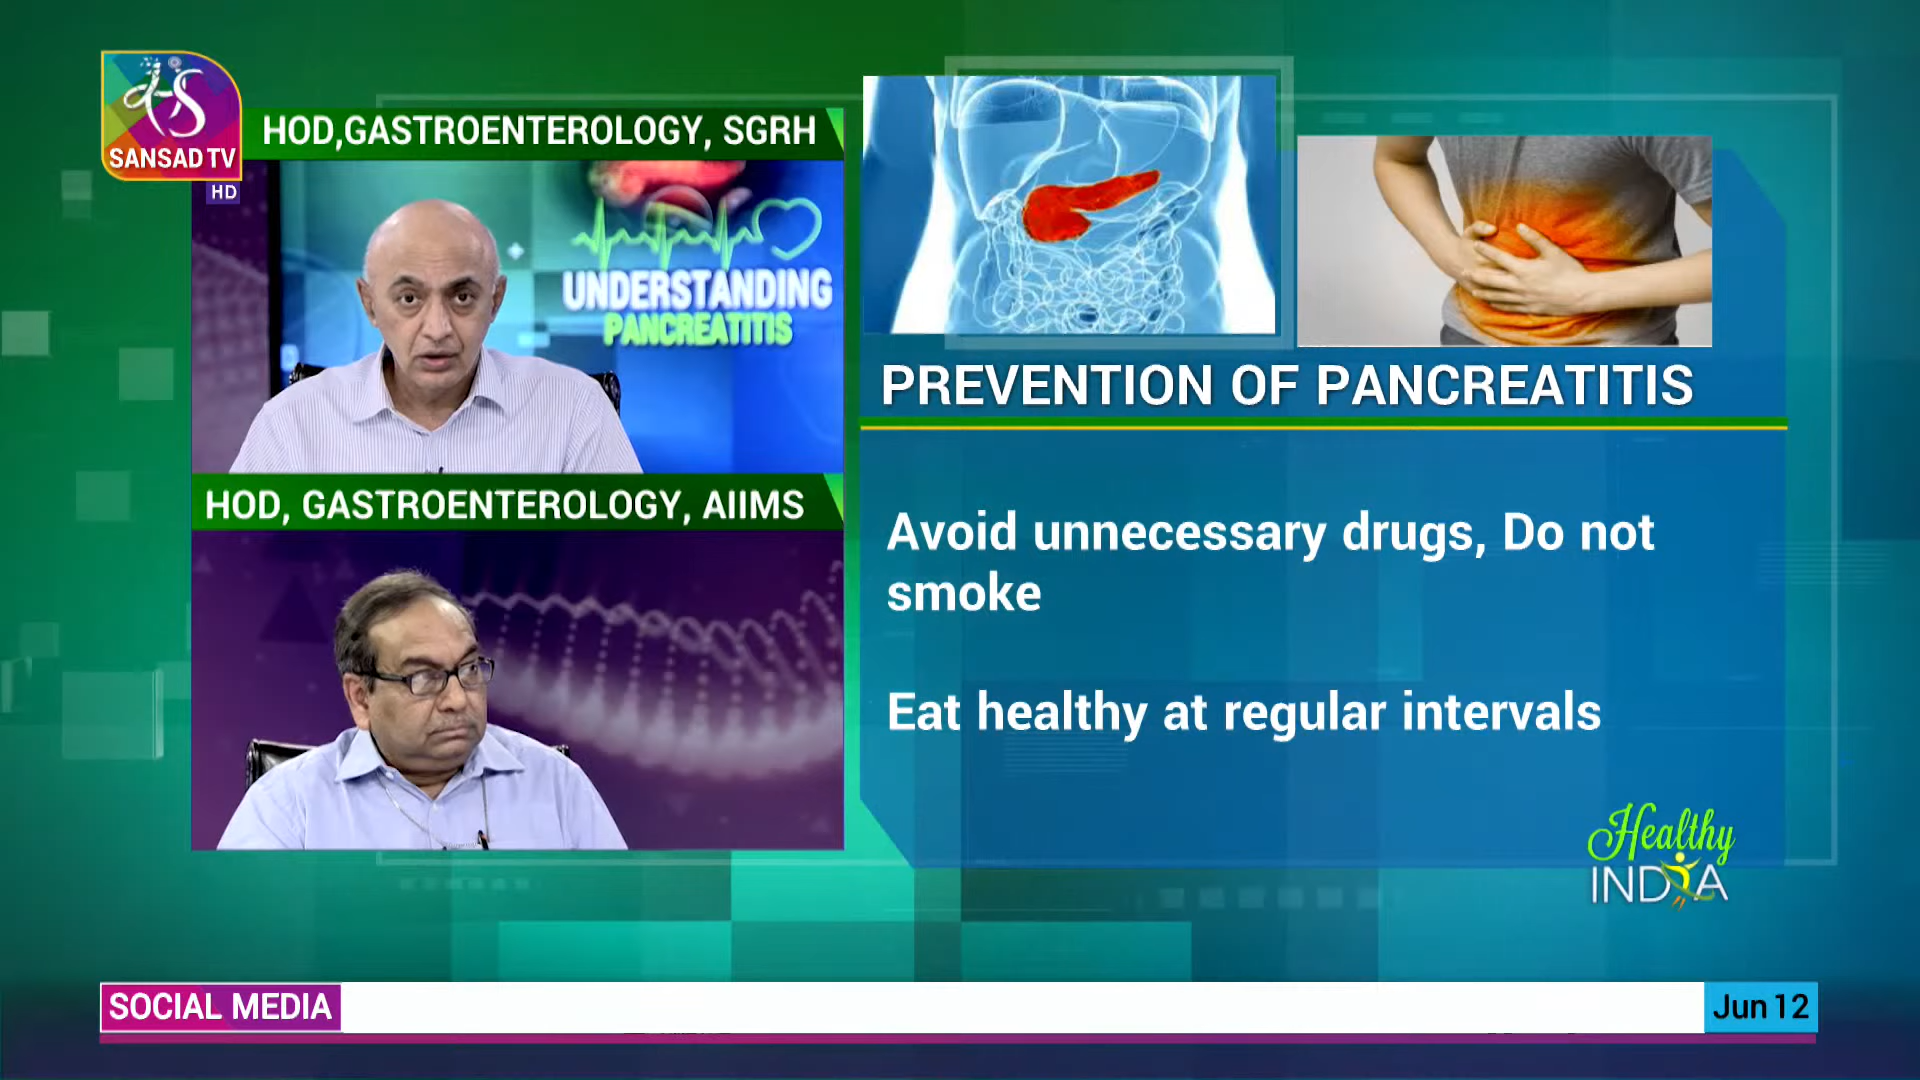 SANSAD TV
HD
HOD,GASTROENTEROLOGY, SGRH
UNDERSTANDING
PANCREATITIS
HOD, GASTROENTEROLOGY, AIIMS
PREVENTION OF PANCREATITIS
Avoid unnecessary drugs, Do not
smoke
Eat healthy at regular intervals
Healthy
INDIA
SOCIAL MEDIA
Jun 12